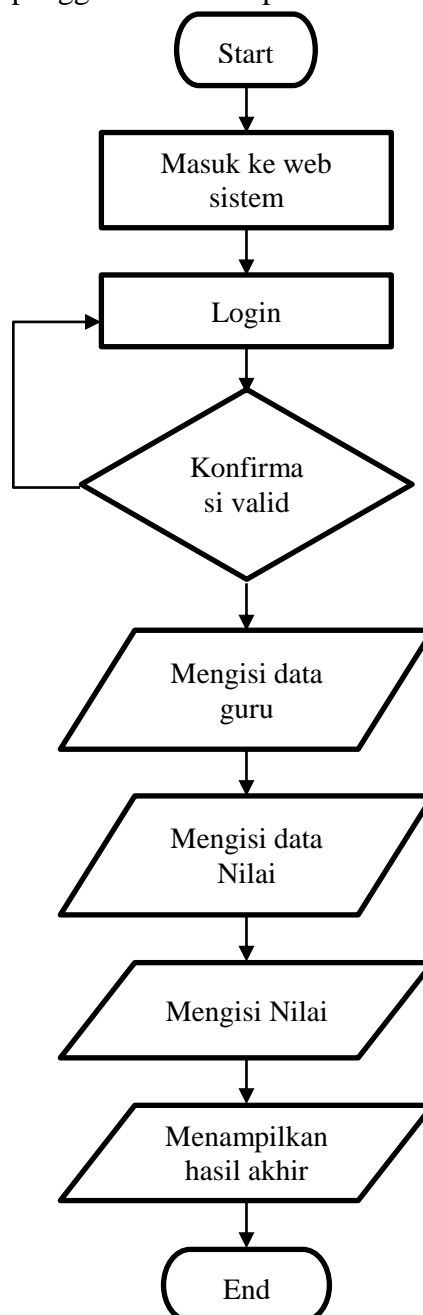 Start
Masuk ke web
sistem
Login
Konfirma
si valid
Mengisi data
guru
Mengisi data
Nilai
Mengisi Nilai
Menampilkan
hasil akhir
End